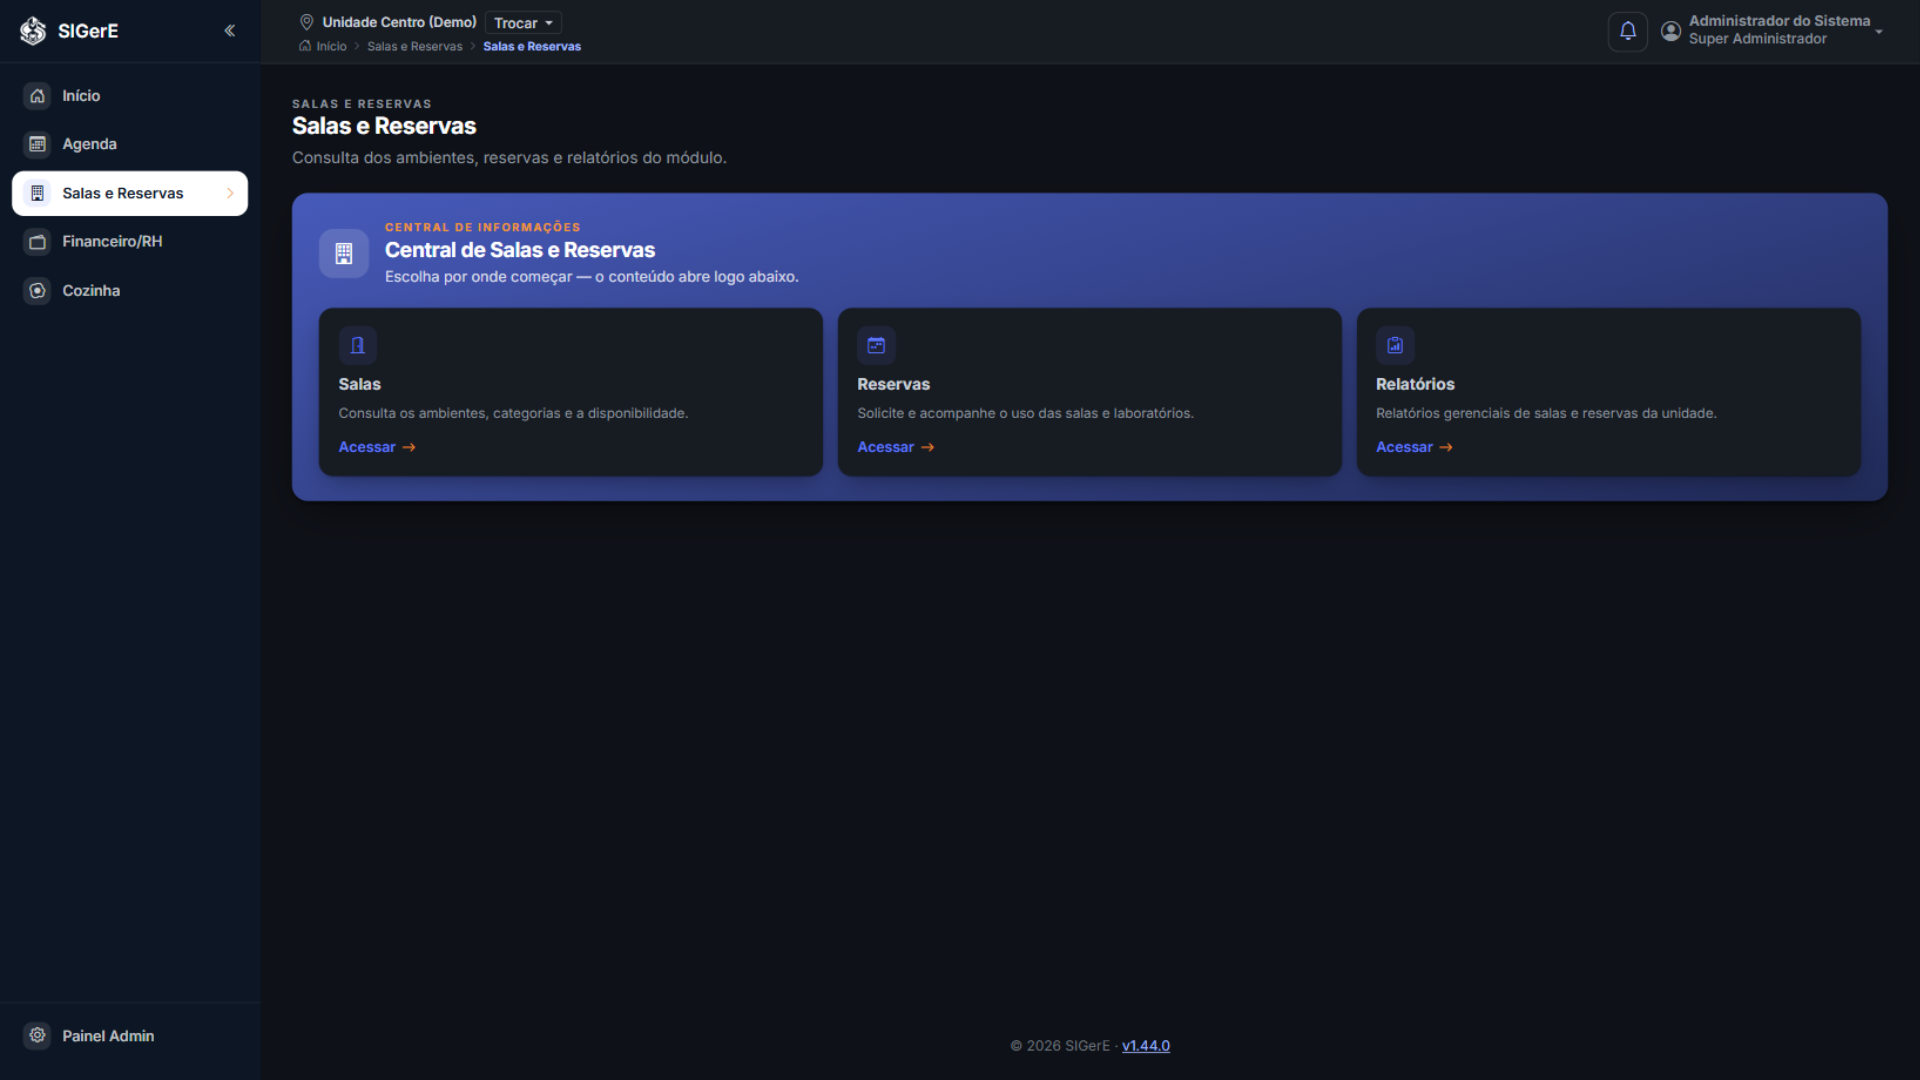 SIGerE
Início
Agenda
Salas e Reservas
Financeiro/RH
Cozinha
Painel Admin
Unidade Centro (Demo) Trocar
Início Salas e Reservas Salas e Reservas
Administrador do Sistema
Super Administrador
SALAS E RESERVAS
Salas e Reservas
Consulta dos ambientes, reservas e relatórios do módulo.
CENTRAL DE INFORMAÇÕES
Central de Salas e Reservas
Escolha por onde começar — o conteúdo abre logo abaixo.
Salas
Consulta os ambientes, categorias e a disponibilidade.
Acessar →
Reservas
Solicite e acompanhe o uso das salas e laboratórios.
Acessar →
Relatórios
Relatórios gerenciais de salas e reservas da unidade.
Acessar →
© 2026 SIGerE · v1.44.0